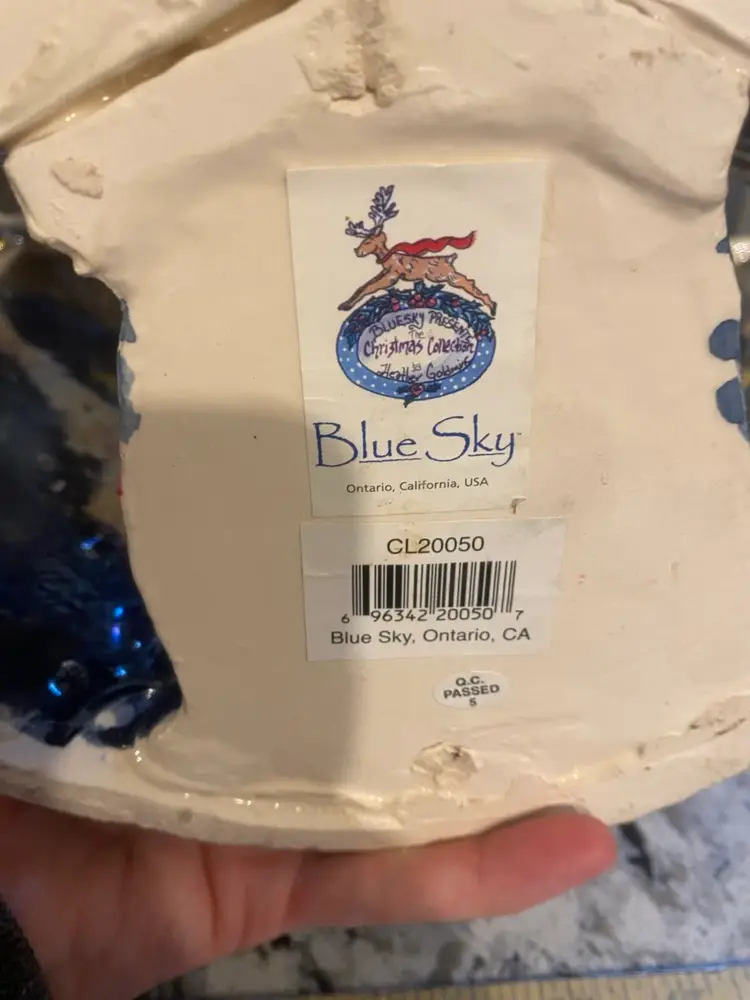 BLUESKY PRESENTS
The
Christmas Collection
by
Heather Goldminc
Blue Sky™
Ontario, California, USA
CL20050
6 96342 20050 7
Blue Sky, Ontario, CA
Q.C.
PASSED
5